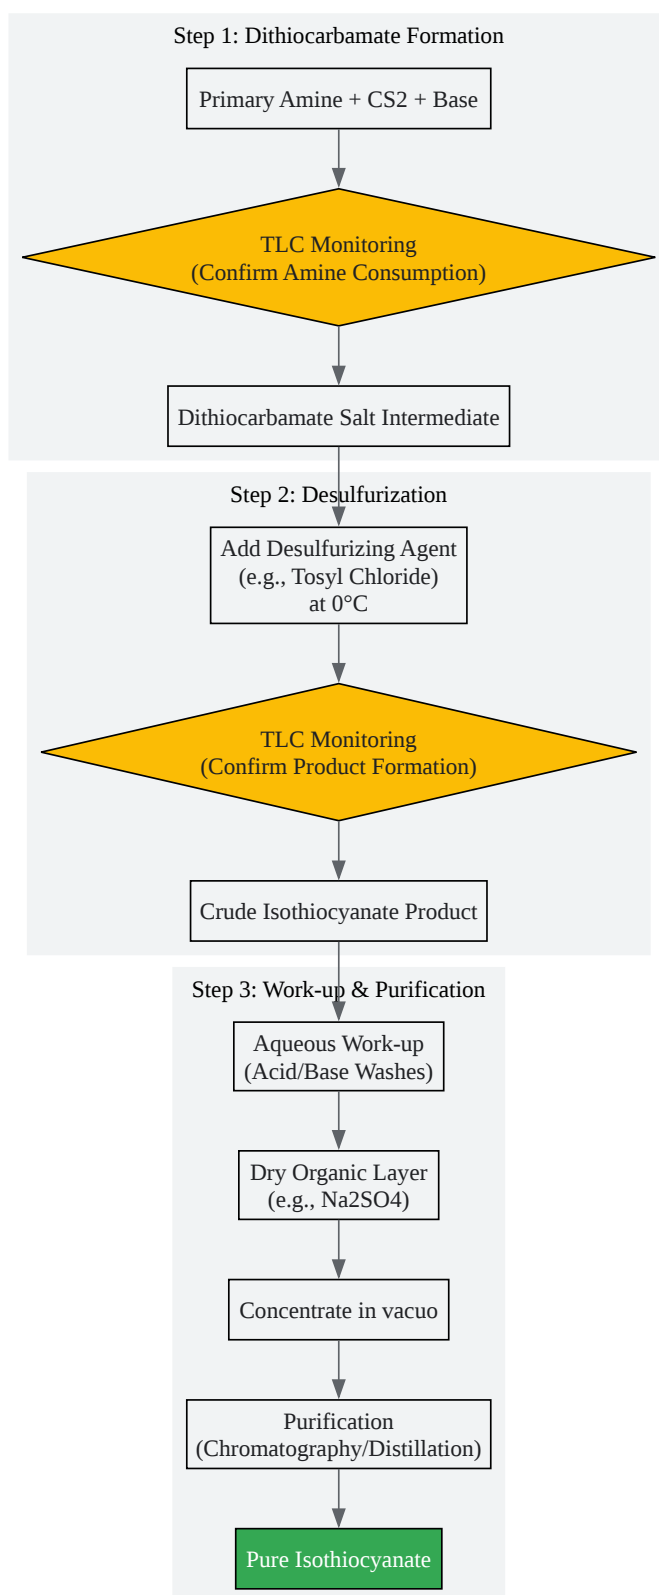 Step 1: Dithiocarbamate Formation
Primary Amine + CS2 + Base
TLC Monitoring
(Confirm Amine Consumption)
Dithiocarbamate Salt Intermediate
Step 2: Desulfurization
Add Desulfurizing Agent
(e.g., Tosyl Chloride)
at 0°C
TLC Monitoring
(Confirm Product Formation)
Crude Isothiocyanate Product
Step 3: Work-up & Purification
Aqueous Work-up
(Acid/Base Washes)
Dry Organic Layer
(e.g., Na2SO4)
Concentrate in vacuo
Purification
(Chromatography/Distillation)
Pure Isothiocyanate